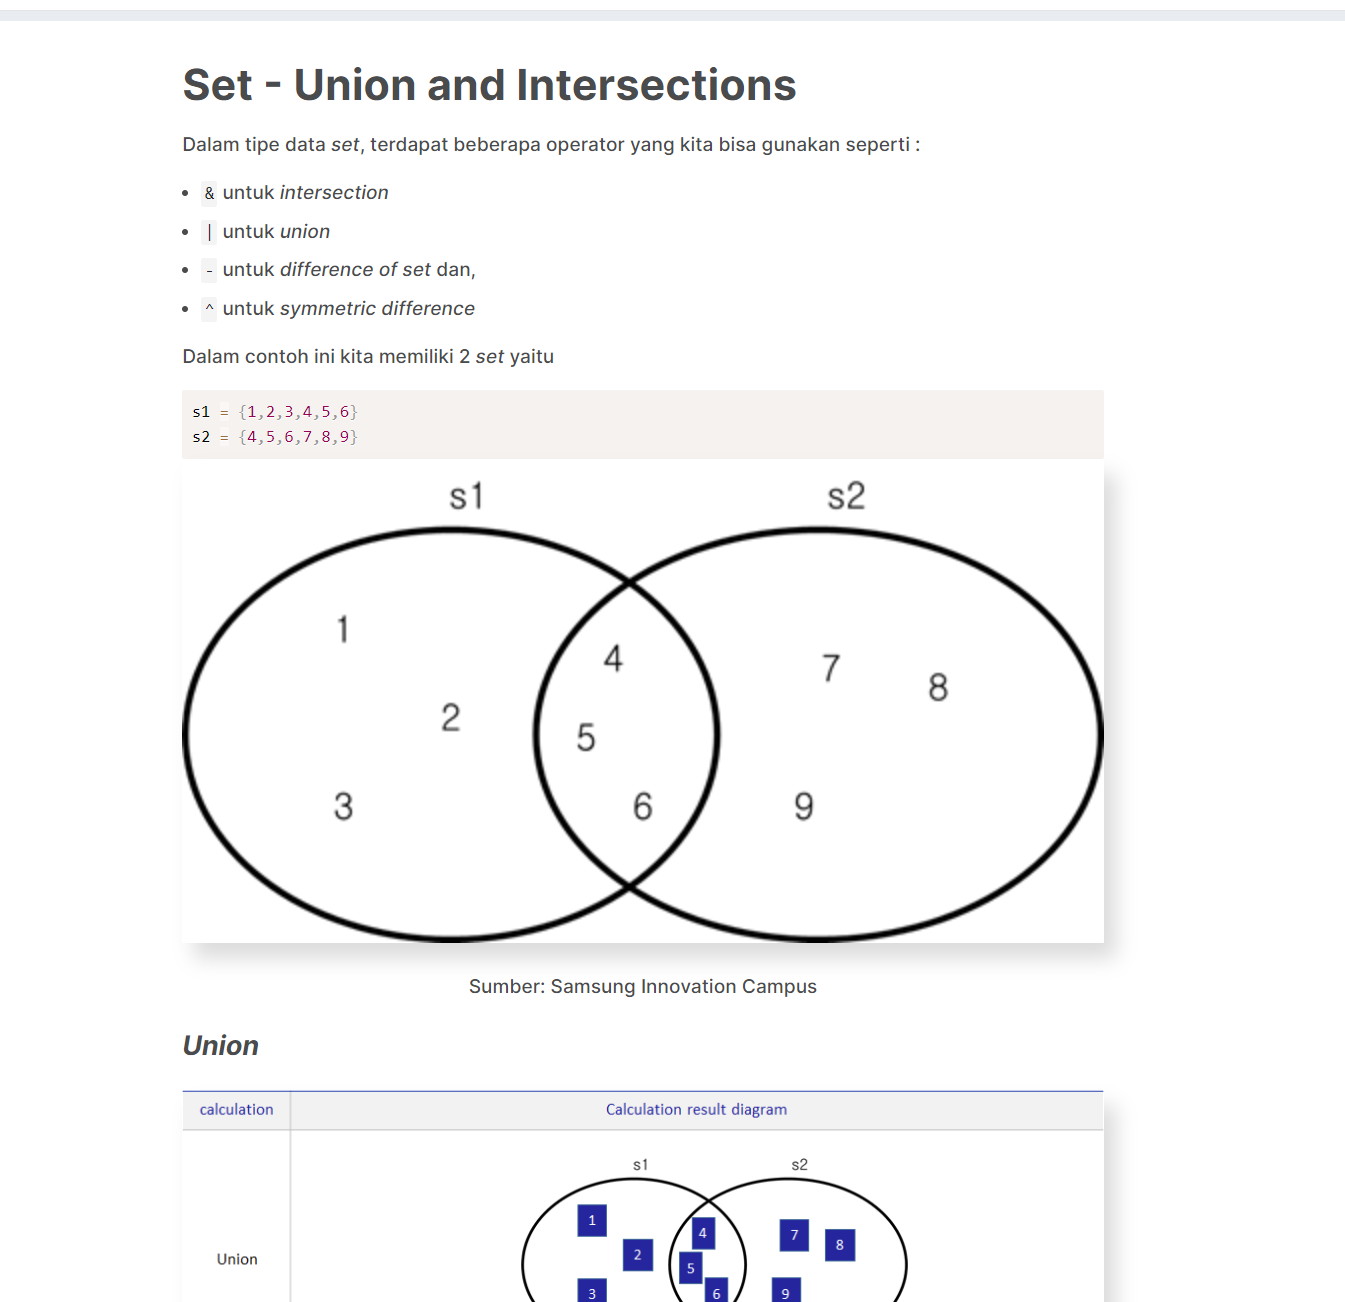 Set - Union and Intersections
Dalam tipe data set, terdapat beberapa operator yang kita bisa gunakan seperti :
• & untuk intersection
• | untuk union
• - untuk difference of set dan,
• ^ untuk symmetric difference
Dalam contoh ini kita memiliki 2 set yaitu
s1 = {1,2,3,4,5,6}
s2 = {4,5,6,7,8,9}
s1 s2
1
4
7
8
2
5
3
6
9
Sumber: Samsung Innovation Campus
Union
calculation Calculation result diagram
s1 s2
1
4
7
8
Union
2
5
3
6
9